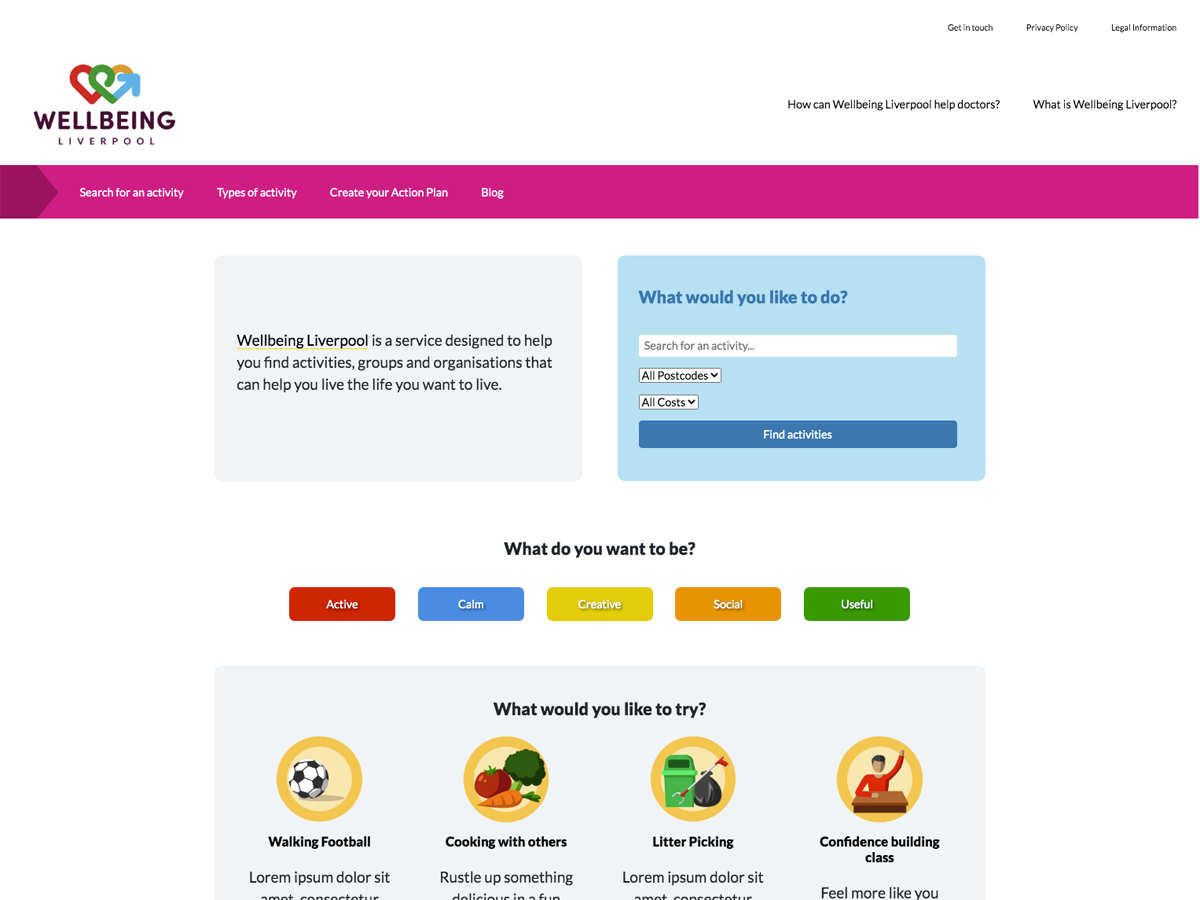 Get in touch
Privacy Policy
Legal Information
WELLBEING
LIVERPOOL
How can Wellbeing Liverpool help doctors?
What is Wellbeing Liverpool?
Search for an activity
Types of activity
Create your Action Plan
Blog
Wellbeing Liverpool is a service designed to help
you find activities, groups and organisations that
can help you live the life you want to live.
What would you like to do?
Search for an activity...
All Postcodes
All Costs
Find activities
What do you want to be?
Active
Calm
Creative
Social
Useful
What would you like to try?
Walking Football
Lorem ipsum dolor sit
amet, consectetur
Cooking with others
Rustle up something
delicious in a fun
Litter Picking
Lorem ipsum dolor sit
amet, consectetur
Confidence building
class
Feel more like you